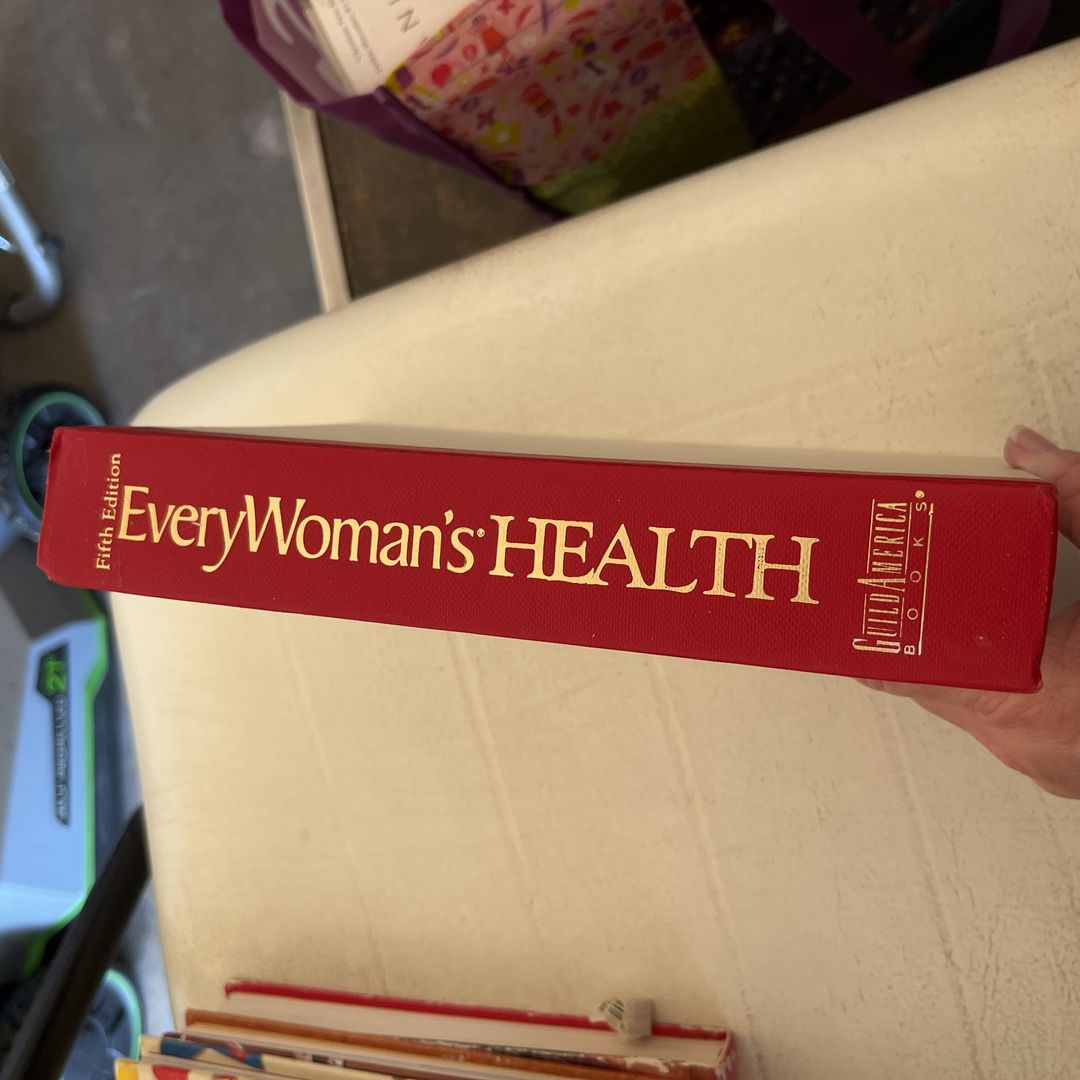 Fifth Edition
EveryWoman's® HEALTH
GUILDAMERICA
BOOKS®